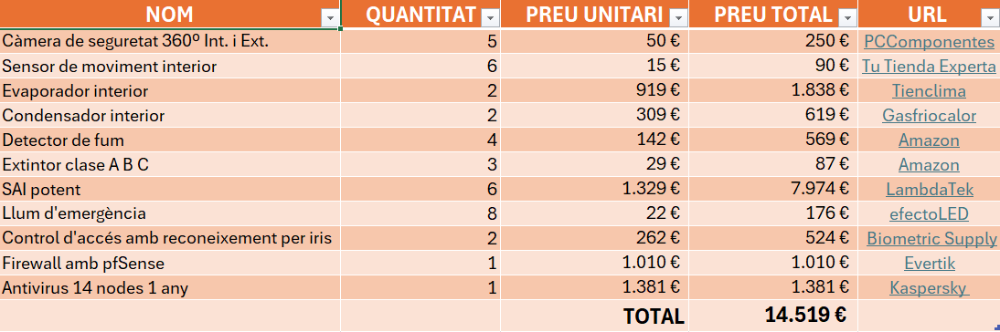 NOM QUANTITAT PREU UNITARI PREU TOTAL URL
Càmera de seguretat 360º Int. i Ext. 5 50 € 250 € PCComponentes
Sensor de moviment interior 6 15 € 90 € Tu Tienda Experta
Evaporador interior 2 919 € 1.838 € Tienclima
Condensador interior 2 309 € 619 € Gasfriocalor
Detector de fum 4 142 € 569 € Amazon
Extintor clase A B C 3 29 € 87 € Amazon
SAI potent 6 1.329 € 7.974 € LambdaTek
Llum d'emergència 8 22 € 176 € efectoLED
Control d'accés amb reconeixement per iris 2 262 € 524 € Biometric Supply
Firewall amb pfSense 1 1.010 € 1.010 € Evertik
Antivirus 14 nodes 1 any 1 1.381 € 1.381 € Kaspersky
TOTAL 14.519 €